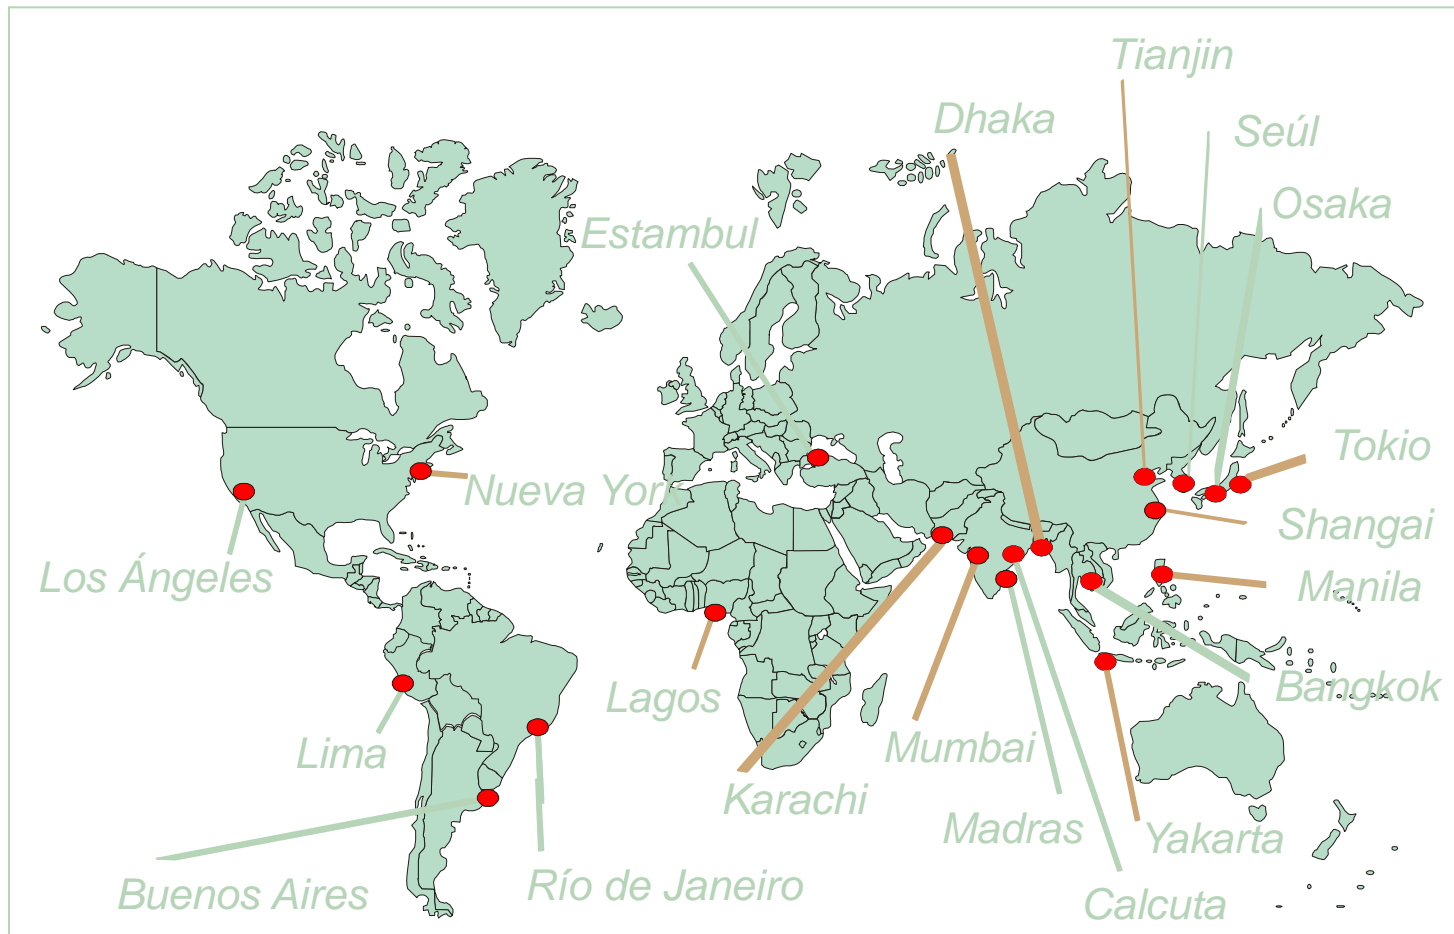 Tianjin
Dhaka
Seúl
Osaka
Estambul
Tokio
Nueva York
Shangai
Los Ángeles
Manila
Lagos
Bangkok
Lima
Mumbai
Karachi
Madras
Yakarta
Buenos Aires
Río de Janeiro
Calcuta